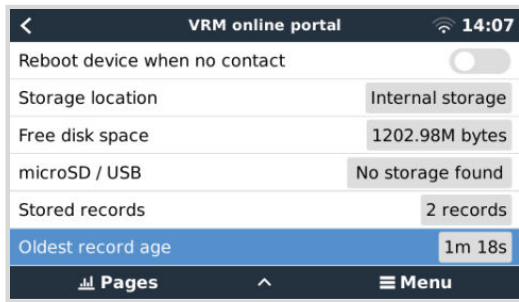 VRM online portal 14:07
Reboot device when no contact
Storage location Internal storage
Free disk space 1202.98M bytes
microSD / USB No storage found
Stored records 2 records
Oldest record age 1m 18s
Pages Menu